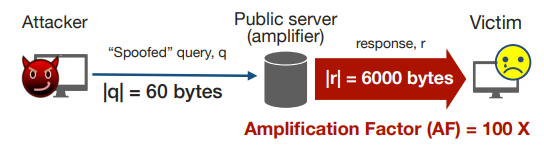 Attacker
"Spoofed" query, q
|q| = 60 bytes
Public server
(amplifier)
response, r
|r| = 6000 bytes
Victim
Amplification Factor (AF) = 100 X